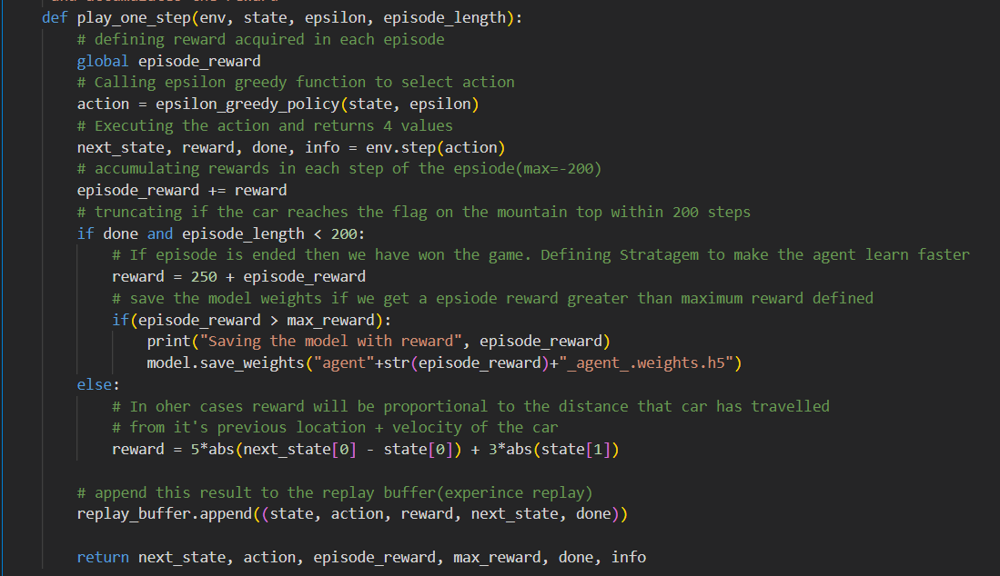 def play_one_step(env, state, epsilon, episode_length):
# defining reward acquired in each episode
global episode_reward
# Calling epsilon greedy function to select action
action = epsilon_greedy_policy(state, epsilon)
# Executing the action and returns 4 values
next_state, reward, done, info = env.step(action)
# accumulating rewards in each step of the epsiode(max=-200)
episode_reward += reward
# truncating if the car reaches the flag on the mountain top within 200 steps
if done and episode_length < 200:
# If episode is ended then we have won the game. Defining Stratagem to make the agent learn faster
reward = 250 + episode_reward
# save the model weights if we get a epsiode reward greater than maximum reward defined
if(episode_reward > max_reward):
print("Saving the model with reward", episode_reward)
model.save_weights("agent"+str(episode_reward)+"_agent_.weights.h5")
else:
# In oher cases reward will be proportional to the distance that car has travelled
# from it's previous location + velocity of the car
reward = 5*abs(next_state[0] - state[0]) + 3*abs(state[1])
# append this result to the replay buffer(experince replay)
replay_buffer.append((state, action, reward, next_state, done))
return next_state, action, episode_reward, max_reward, done, info